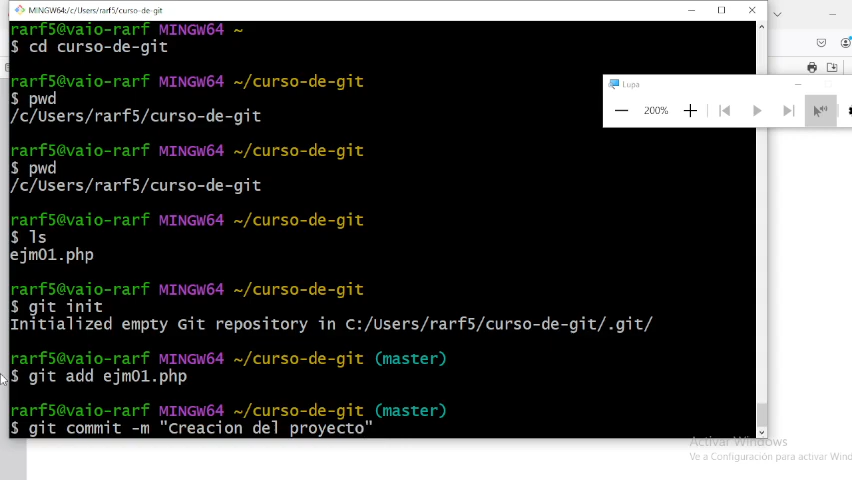 MINGW64:/c/Users/rarf5/curso-de-git
rarf5@vaio-rarf MINGW64 ~
$ cd curso-de-git
rarf5@vaio-rarf MINGW64 ~/curso-de-git
$ pwd
/c/Users/rarf5/curso-de-git
rarf5@vaio-rarf MINGW64 ~/curso-de-git
$ pwd
/c/Users/rarf5/curso-de-git
rarf5@vaio-rarf MINGW64 ~/curso-de-git
$ ls
ejm01.php
rarf5@vaio-rarf MINGW64 ~/curso-de-git
$ git init
Initialized empty Git repository in C:/Users/rarf5/curso-de-git/.git/
rarf5@vaio-rarf MINGW64 ~/curso-de-git (master)
$ git add ejm01.php
rarf5@vaio-rarf MINGW64 ~/curso-de-git (master)
$ git commit -m "Creacion del proyecto"
Lupa
200%
Activar Windows
Ve a Configuración para activar Wind